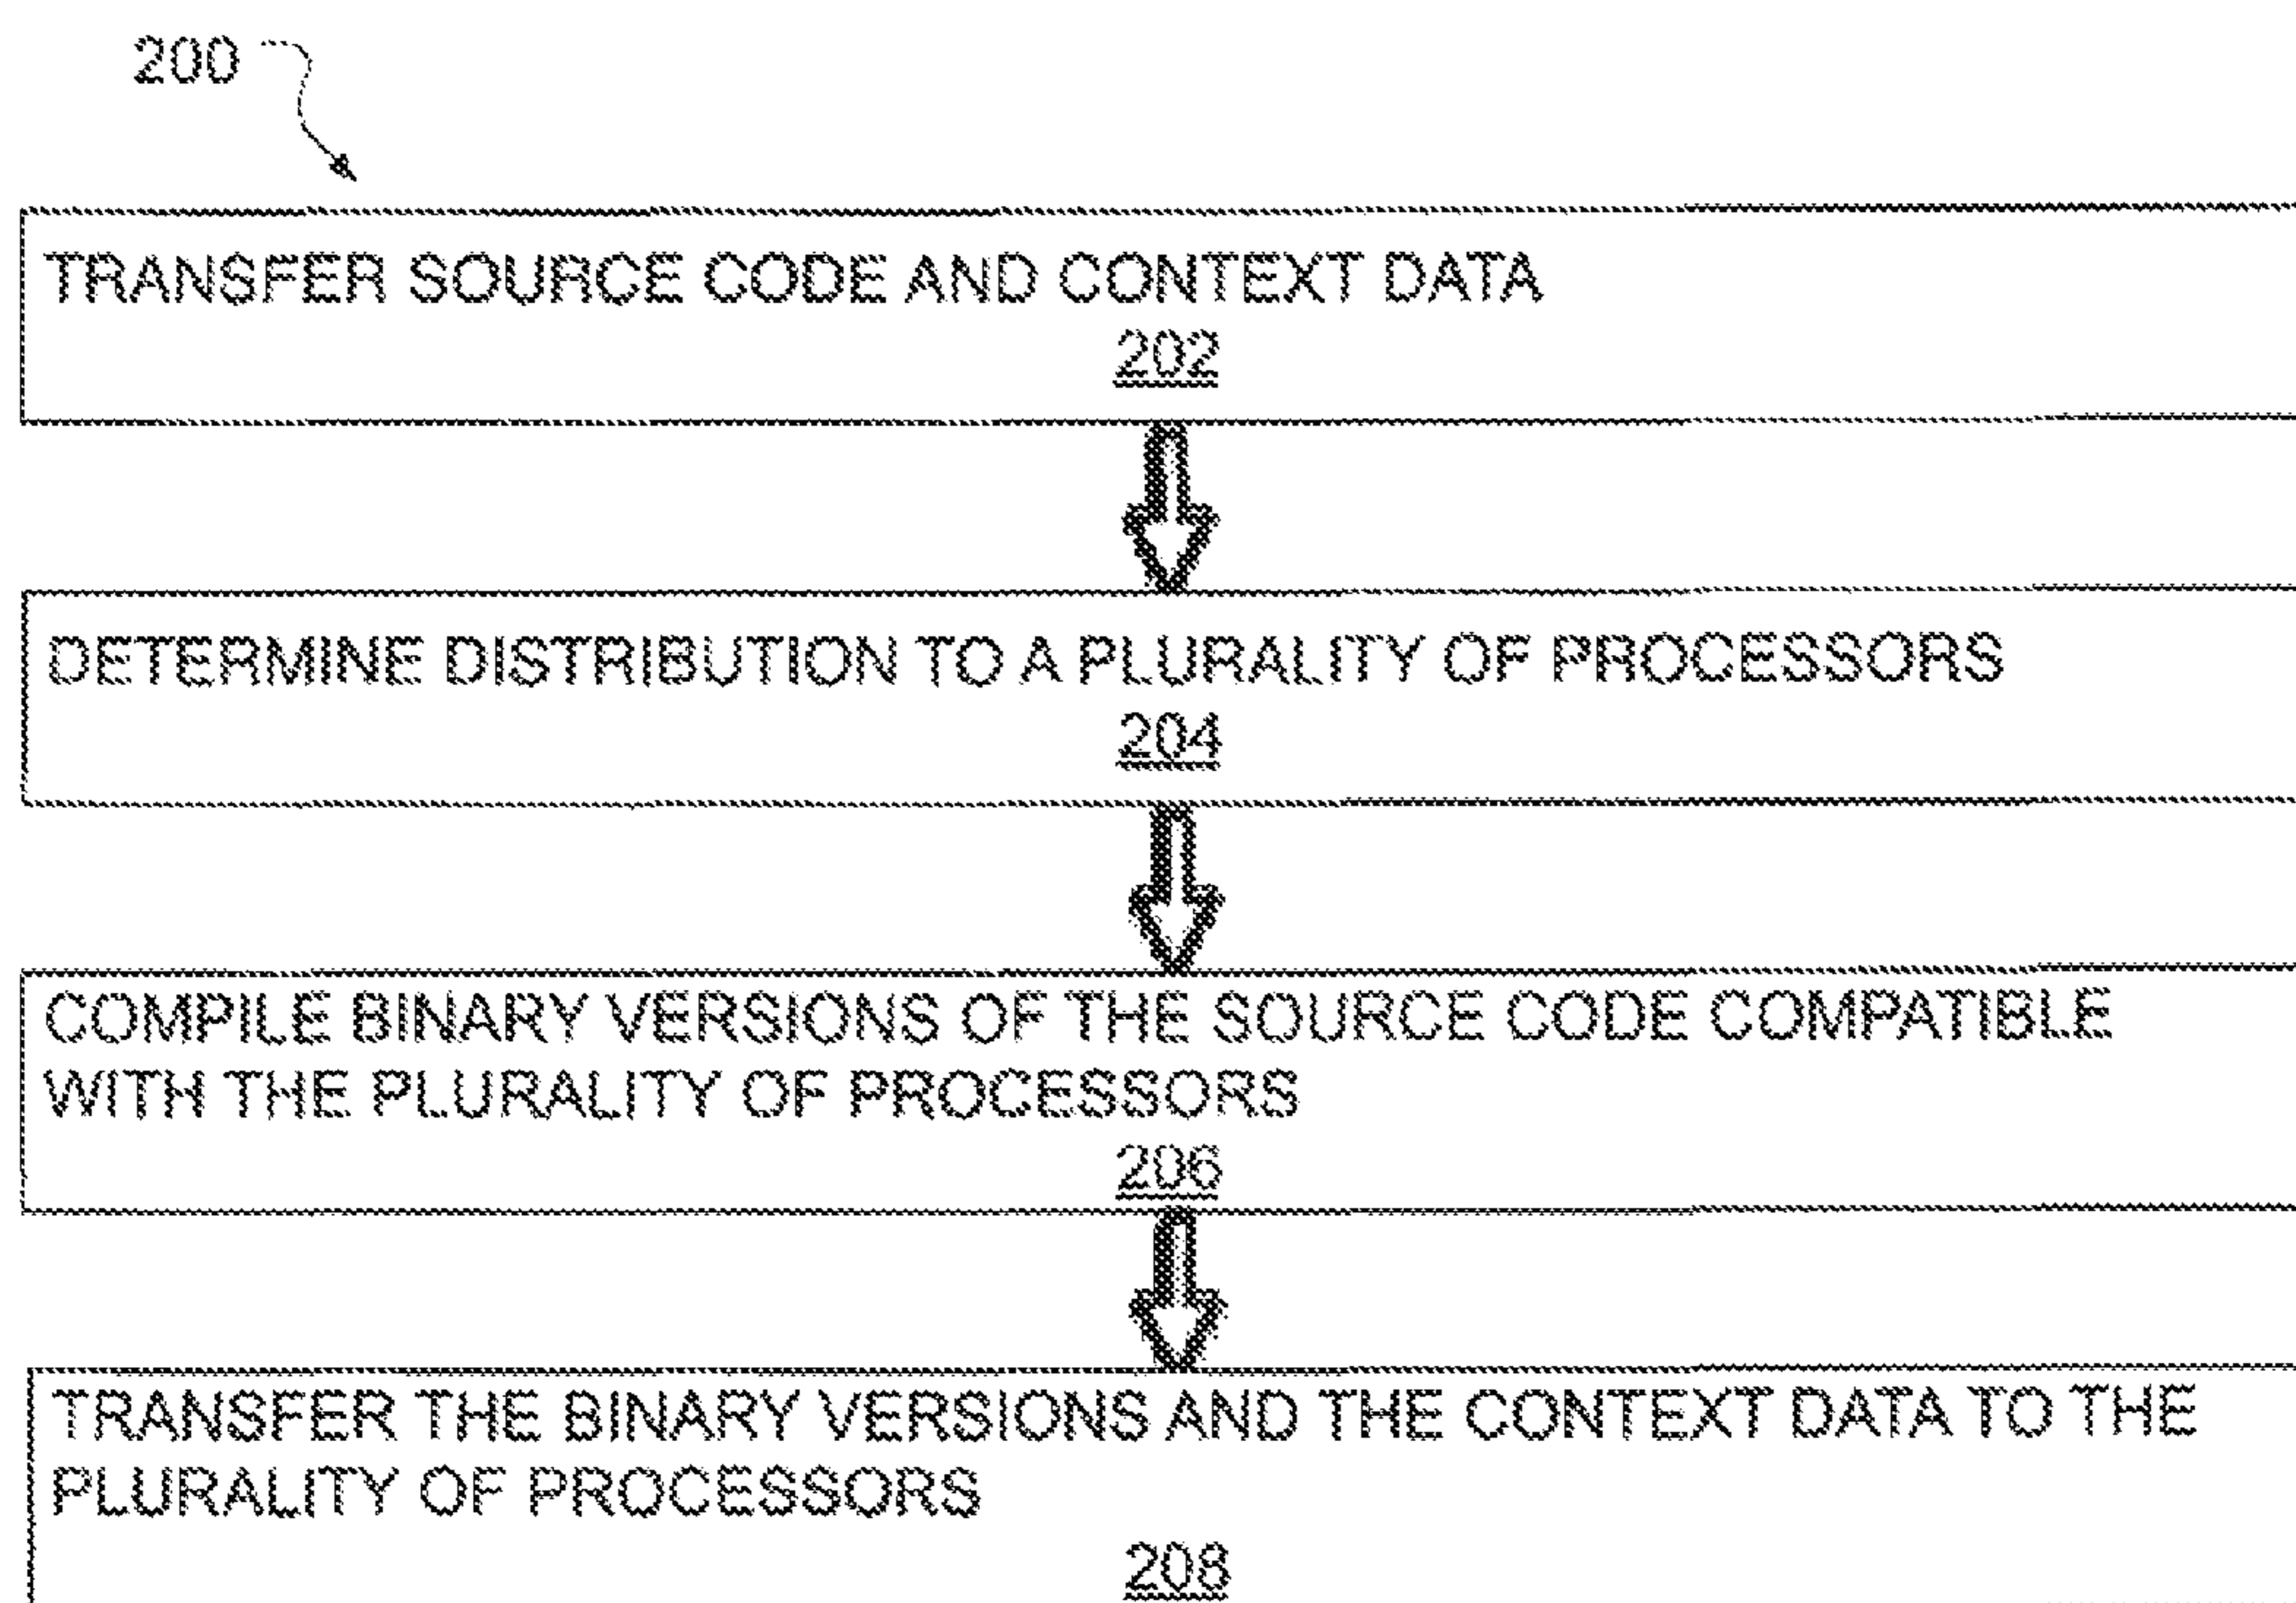 200
TRANSFER SOURCE CODE AND CONTEXT DATA
202
DETERMINE DISTRIBUTION TO A PLURALITY OF PROCESSORS
204
COMPILE BINARY VERSIONS OF THE SOURCE CODE COMPATIBLE
WITH THE PLURALITY OF PROCESSORS
206
TRANSFER THE BINARY VERSIONS AND THE CONTEXT DATA TO THE
PLURALITY OF PROCESSORS
208